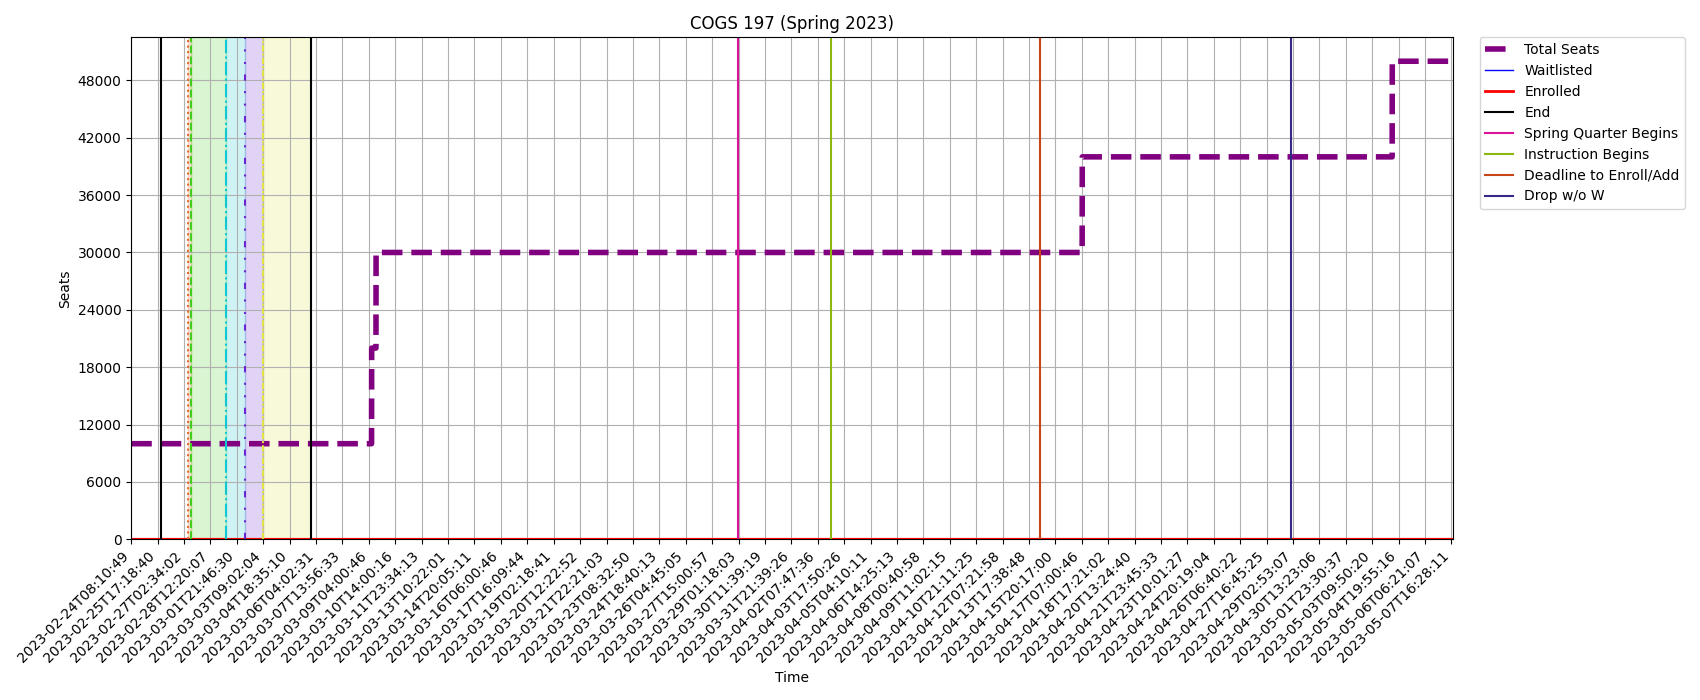 COGS 197 (Spring 2023)
Total Seats
Waitlisted
Enrolled
End
Spring Quarter Begins
Instruction Begins
Deadline to Enroll/Add
Drop w/o W
Seats
48000
42000
36000
30000
24000
18000
12000
6000
0
2023-02-24T08:10:49
2023-02-25T17:18:40
2023-02-27T02:34:02
2023-02-28T12:20:07
2023-03-01T21:46:30
2023-03-03T09:02:04
2023-03-04T18:35:10
2023-03-06T04:02:31
2023-03-07T13:56:33
2023-03-09T04:00:46
2023-03-10T14:00:16
2023-03-11T23:34:13
2023-03-13T10:22:01
2023-03-14T20:05:11
2023-03-16T06:00:46
2023-03-17T16:09:44
2023-03-19T02:18:41
2023-03-20T12:22:52
2023-03-21T22:21:03
2023-03-23T08:32:50
2023-03-24T18:40:13
2023-03-26T04:45:05
2023-03-27T15:00:57
2023-03-29T01:18:03
2023-03-30T11:39:19
2023-03-31T21:39:26
2023-04-02T07:47:36
2023-04-03T17:50:26
2023-04-05T04:10:11
2023-04-06T14:25:13
2023-04-08T00:40:58
2023-04-09T11:02:15
2023-04-10T21:11:25
2023-04-12T07:21:58
2023-04-13T17:38:48
2023-04-15T20:17:00
2023-04-17T07:00:46
2023-04-18T17:21:02
2023-04-20T13:24:40
2023-04-21T23:45:33
2023-04-23T10:01:27
2023-04-24T20:19:04
2023-04-26T06:40:22
2023-04-27T16:45:25
2023-04-29T02:53:07
2023-04-30T13:23:06
2023-05-01T23:30:37
2023-05-03T09:50:20
2023-05-04T19:55:16
2023-05-06T06:21:07
2023-05-07T16:28:11
Time